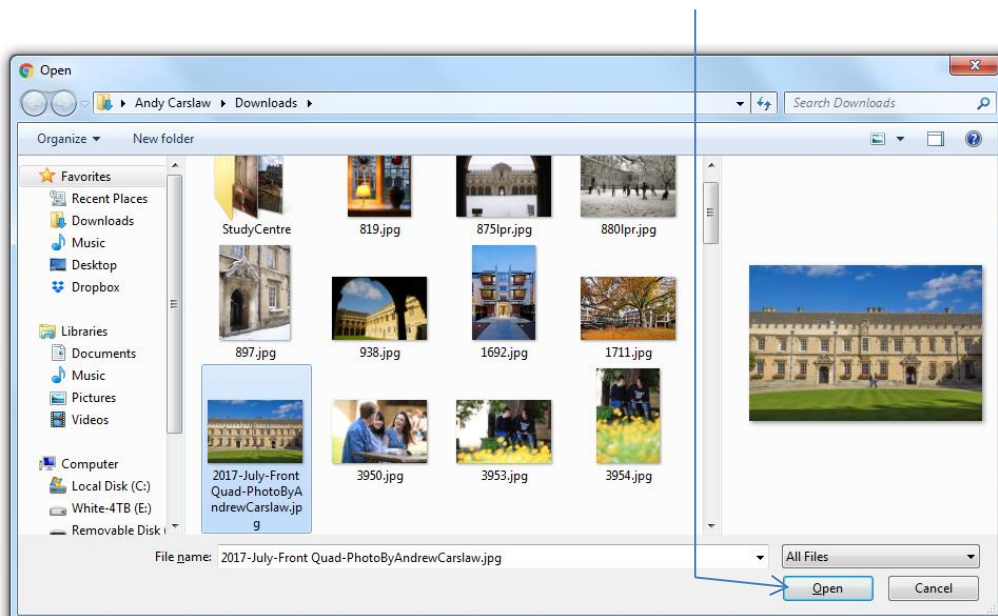 Open
Andy Carslaw Downloads
Search Downloads
Organize
New folder
Favorites
Recent Places
Downloads
Music
Desktop
Dropbox
Libraries
Documents
Music
Pictures
Videos
Computer
Local Disk (C:)
White-4TB (E:)
Removable Disk
StudyCentre
819.jpg
875lpr.jpg
880lpr.jpg
897.jpg
938.jpg
1692.jpg
1711.jpg
2017-July-Front
Quad-PhotoByA
ndrewCarslaw.jp
g
3950.jpg
3953.jpg
3954.jpg
File name: 2017-July-Front Quad-PhotoByAndrewCarslaw.jpg
All Files
Open
Cancel